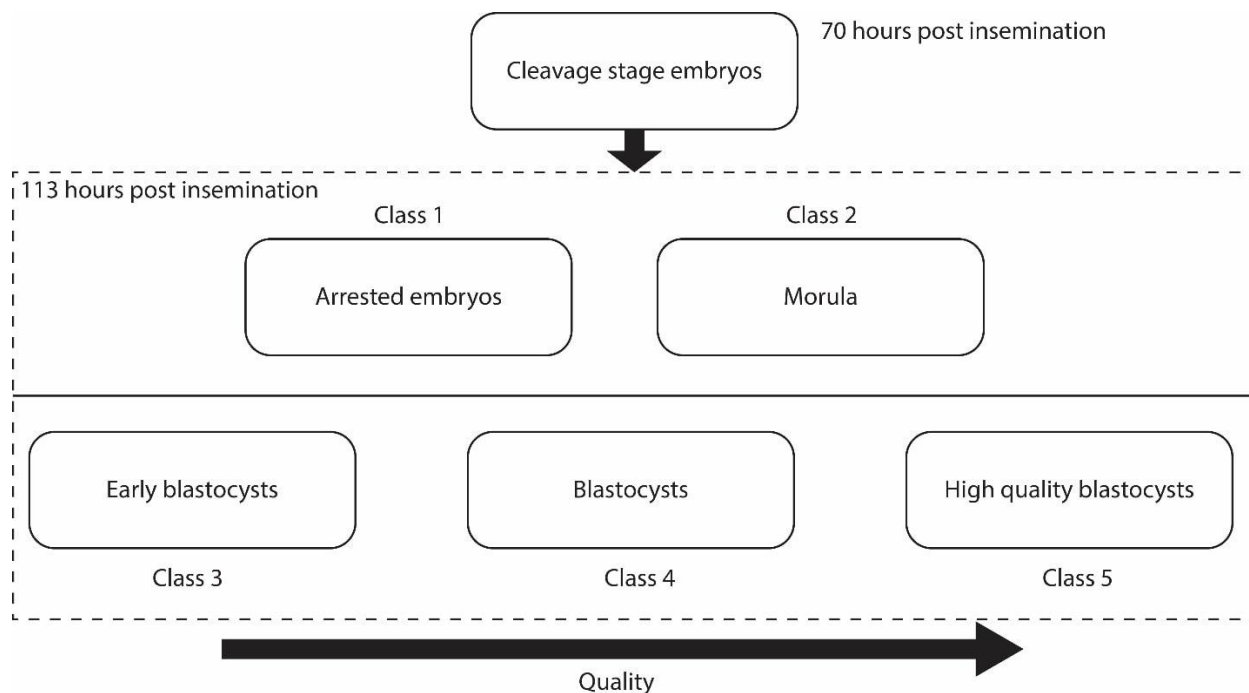 70 hours post insemination
Cleavage stage embryos
113 hours post insemination
Class 1
Class 2
Arrested embryos
Morula
Early blastocysts
Blastocysts
High quality blastocysts
Class 3
Class 4
Class 5
Quality